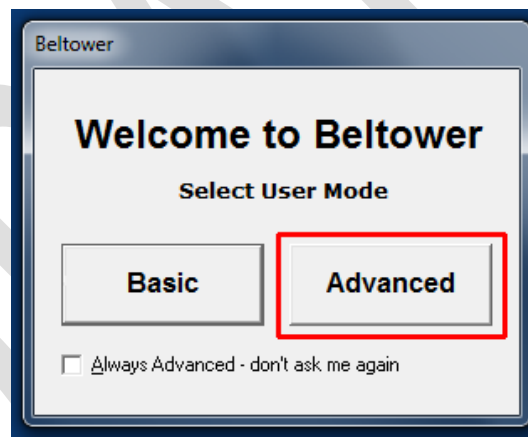 Beltower
Welcome to Beltower
Select User Mode
Basic
Advanced
Always Advanced - don't ask me again